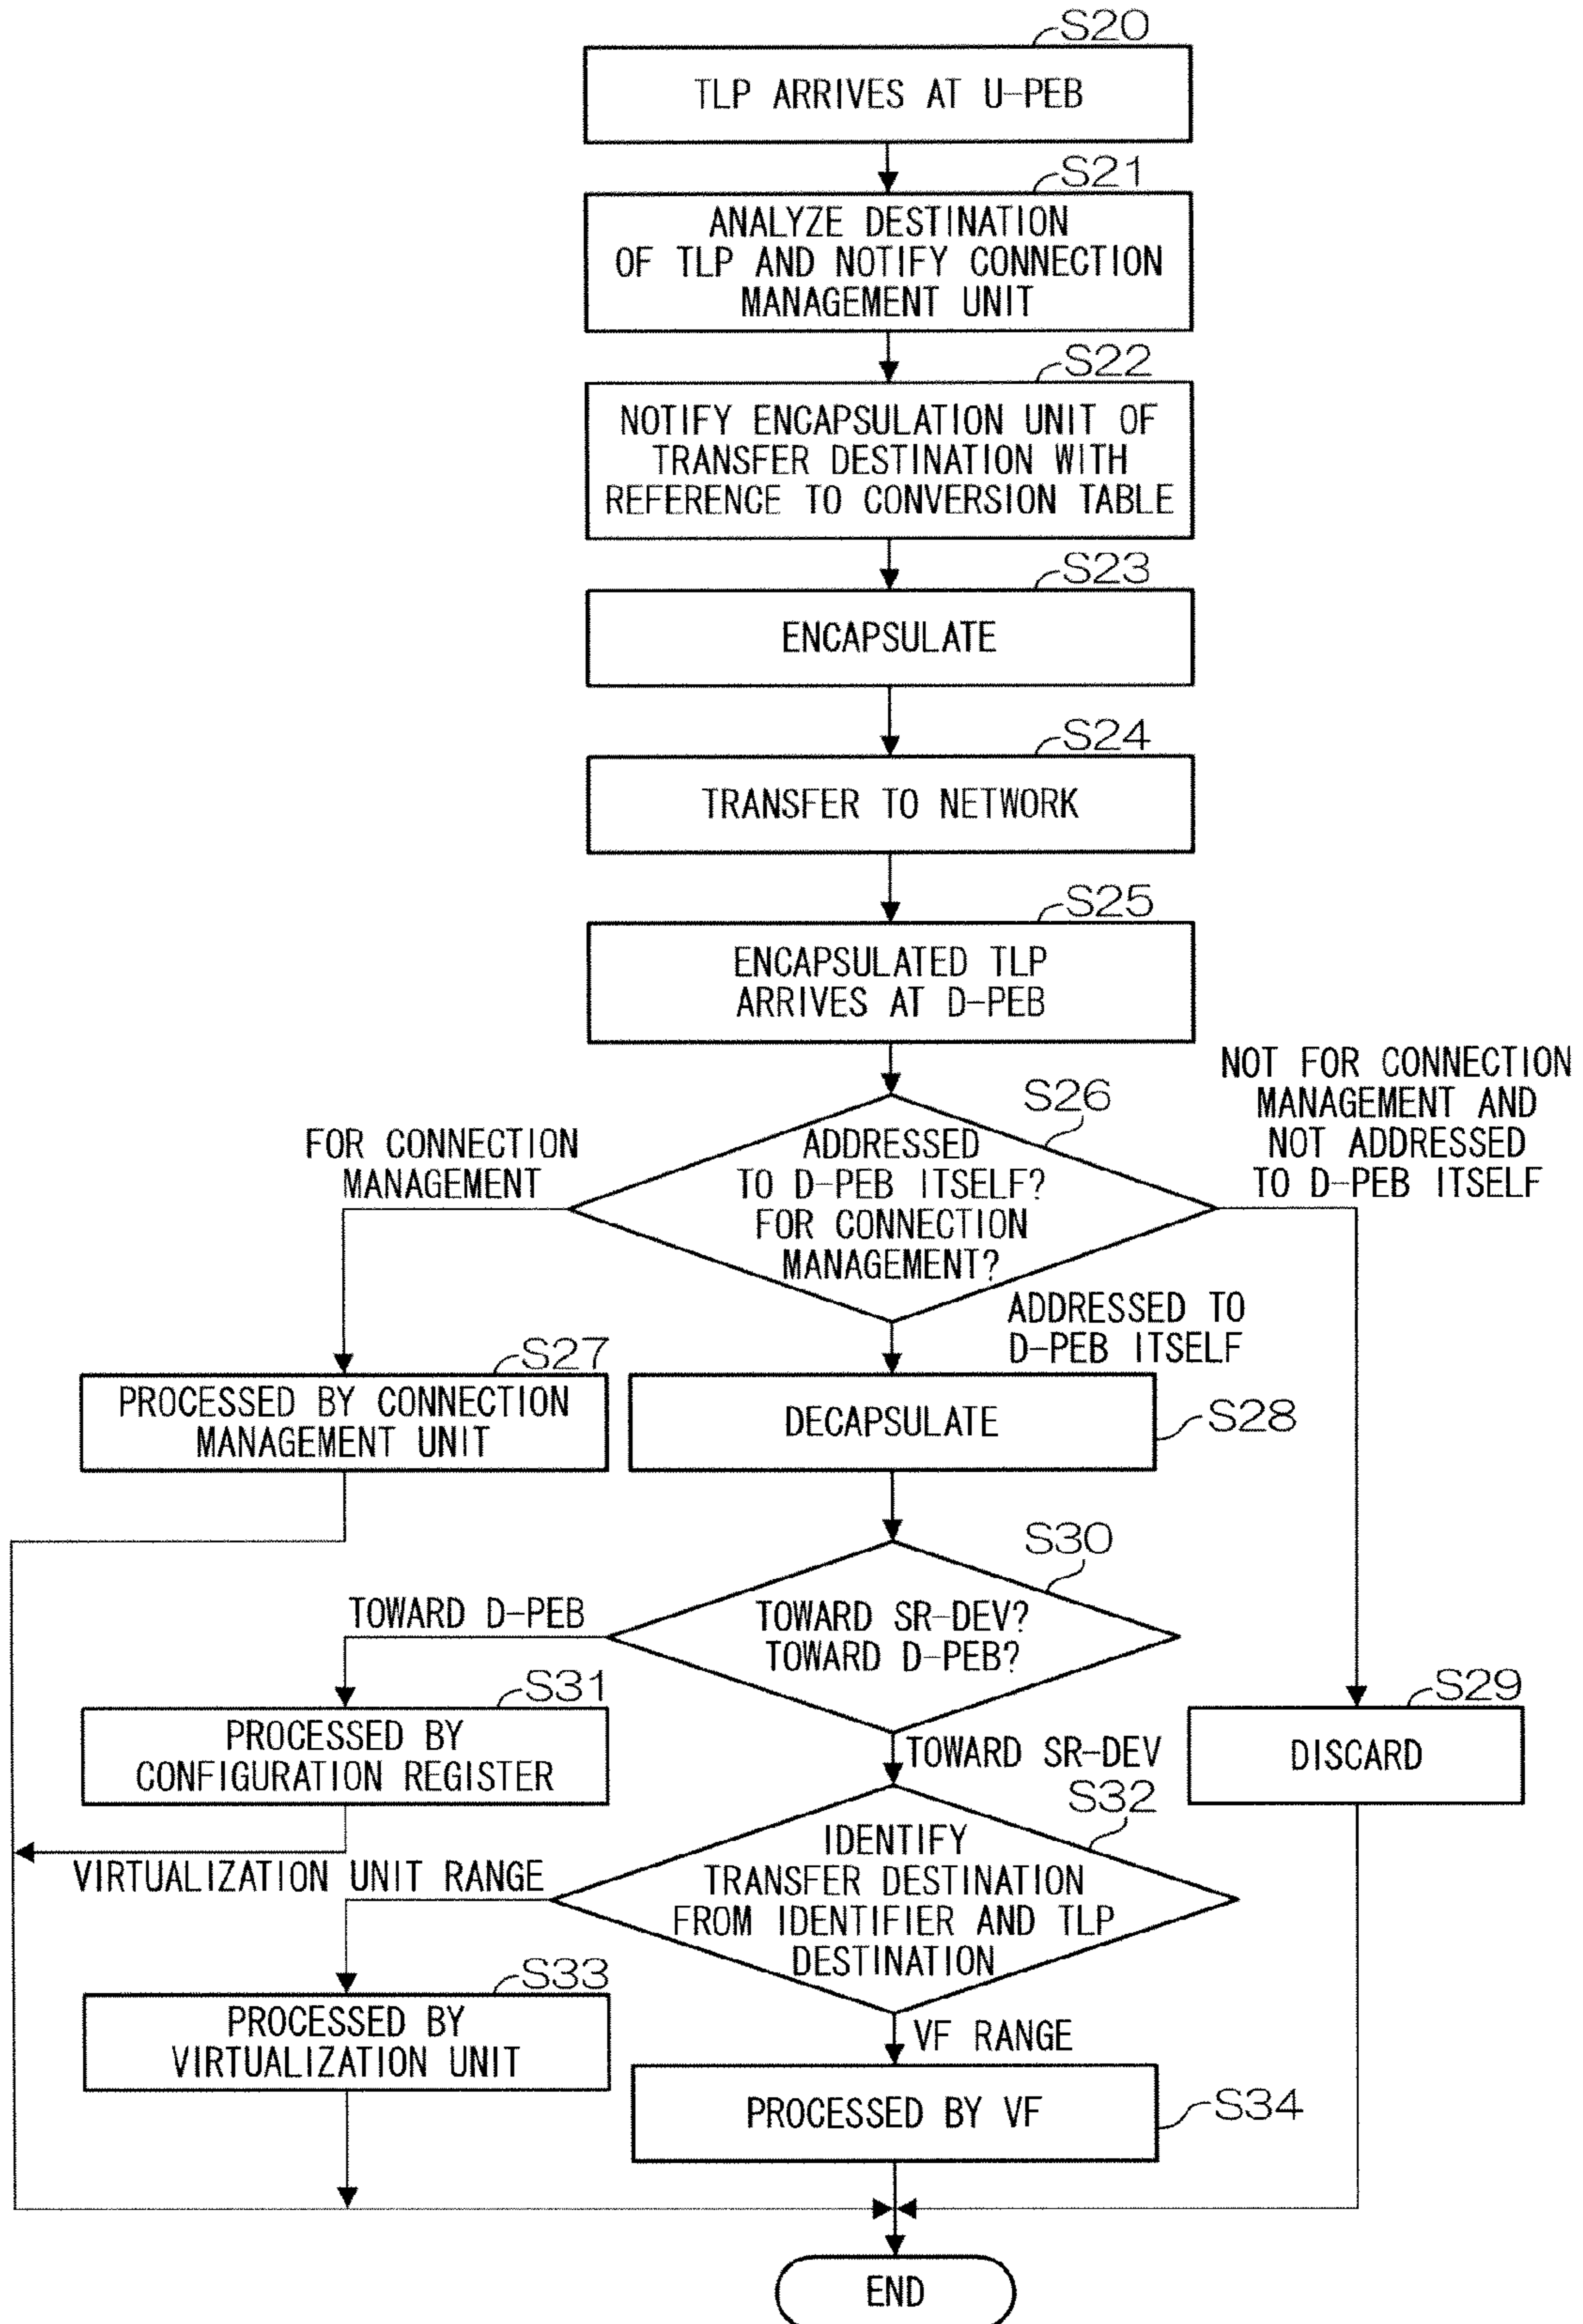 S20
TLP ARRIVES AT U-PEB
S21
ANALYZE DESTINATION
OF TLP AND NOTIFY CONNECTION
MANAGEMENT UNIT
S22
NOTIFY ENCAPSULATION UNIT OF
TRANSFER DESTINATION WITH
REFERENCE TO CONVERSION TABLE
S23
ENCAPSULATE
S24
TRANSFER TO NETWORK
S25
ENCAPSULATED TLP
ARRIVES AT D-PEB
S26
ADDRESSED
TO D-PEB ITSELF?
FOR CONNECTION
MANAGEMENT?
FOR CONNECTION
MANAGEMENT
NOT FOR CONNECTION
MANAGEMENT AND
NOT ADDRESSED
TO D-PEB ITSELF
ADDRESSED TO
D-PEB ITSELF
S27
PROCESSED BY CONNECTION
MANAGEMENT UNIT
DECAPSULATE
S28
S30
TOWARD SR-DEV?
TOWARD D-PEB?
TOWARD D-PEB
S31
PROCESSED BY
CONFIGURATION REGISTER
TOWARD SR-DEV
S29
DISCARD
S32
IDENTIFY
TRANSFER DESTINATION
FROM IDENTIFIER AND TLP
DESTINATION
VIRTUALIZATION UNIT RANGE
S33
PROCESSED BY
VIRTUALIZATION UNIT
VF RANGE
PROCESSED BY VF
S34
END